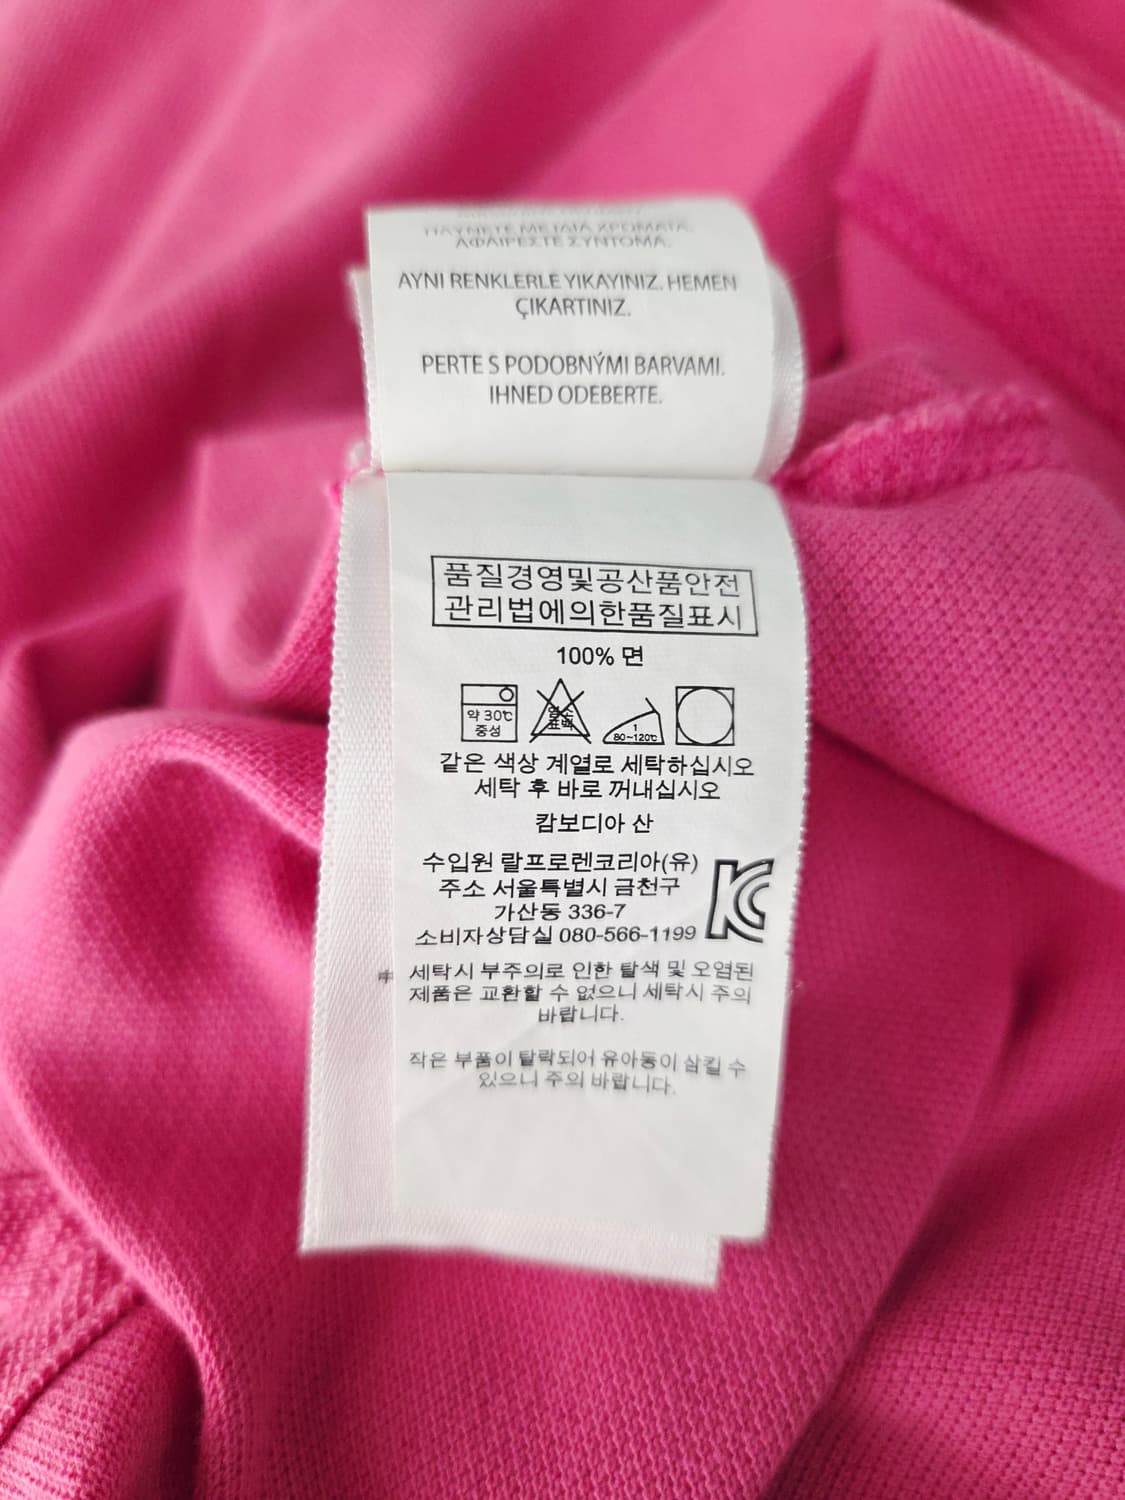 ΠΛΥΝΕΤΕ ΜΕ ΙΔΙΑ ΧΡΩΜΑΤΑ.
ΑΦΑΙΡΕΣΤΕ ΣΥΝΤΟΜΑ.
AYNI RENKLERLE YIKAYINIZ. HEMEN
ÇIKARTINIZ.
PERTE S PODOBNÝMI BARVAMI.
IHNED ODEBERTE.
품질경영및공산품안전
관리법에의한품질표시
100% 면
약 30℃
중성
염소
표백
1
80~120℃
같은 색상 계열로 세탁하십시오
세탁 후 바로 꺼내십시오
캄보디아 산
수입원 랄프로렌코리아(유)
주소 서울특별시 금천구
가산동 336-7
소비자상담실 080-566-1199
KC
세탁시 부주의로 인한 탈색 및 오염된
제품은 교환할 수 없으니 세탁시 주의
바랍니다.
작은 부품이 탈락되어 유아동이 삼킬 수
있으니 주의 바랍니다.